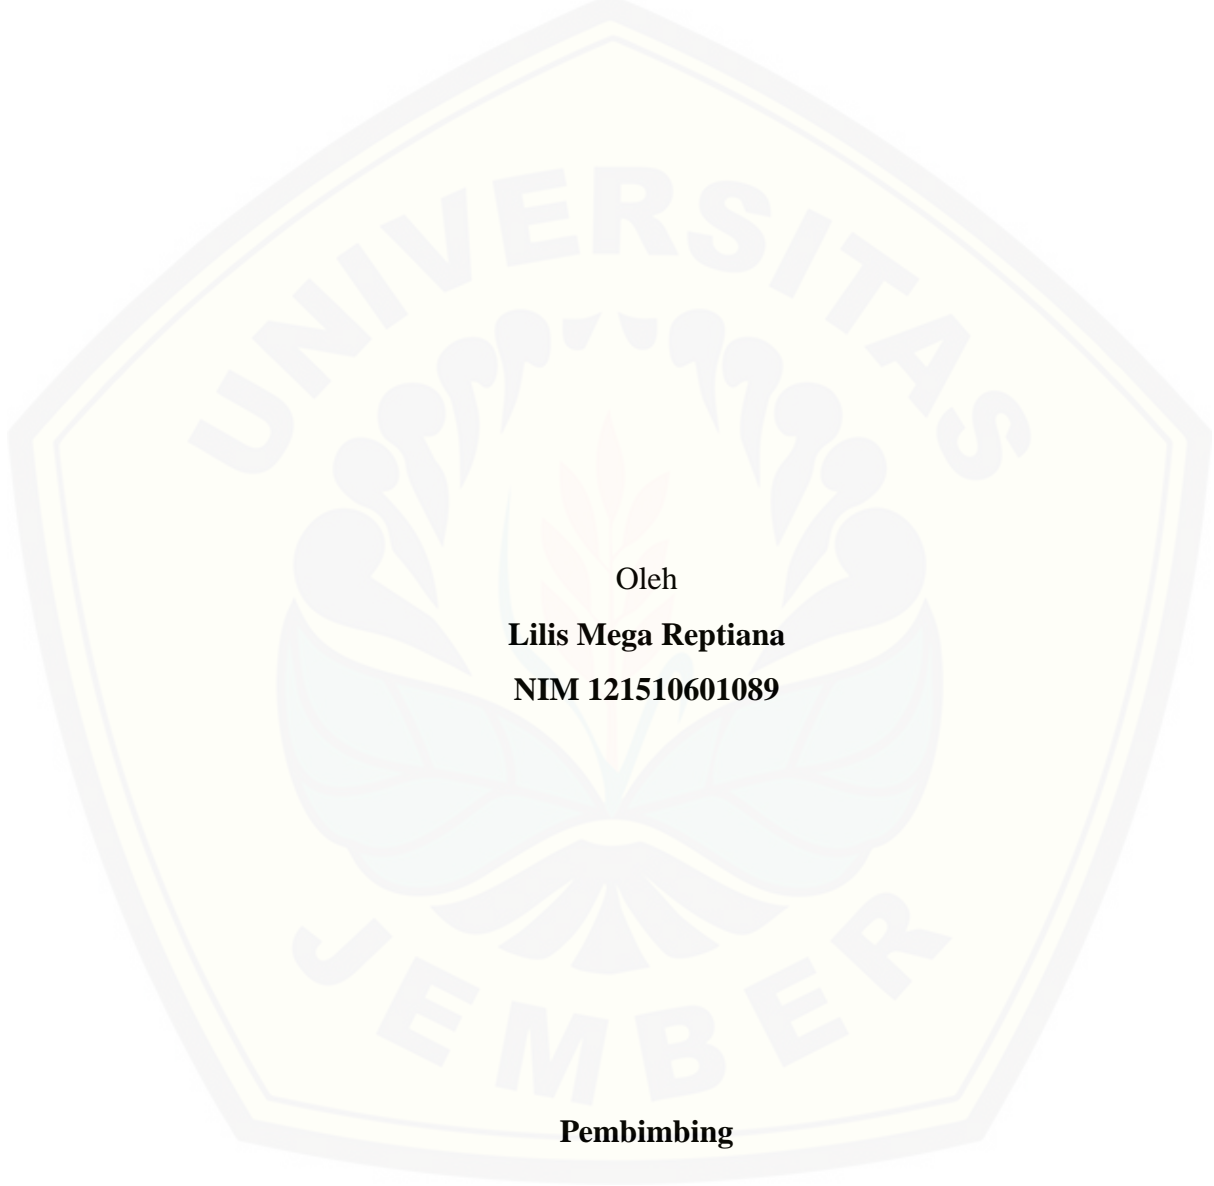 UNIVERSITAS
Oleh
Lilis Mega Reptiana
NIM 121510601089
JEMBER
Pembimbing